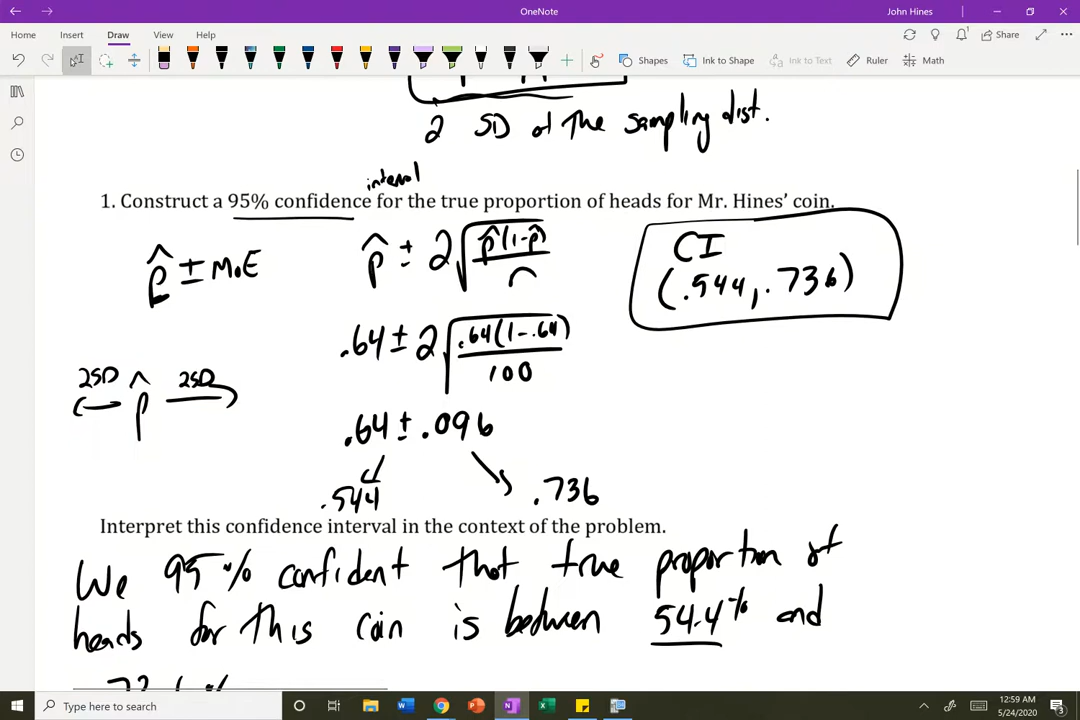 OneNote
John Hines
Home Insert Draw View Help
Share
Shapes Ink to Shape Ink to Text Ruler Math
2 SD of the sampling dist.
interval
1. Construct a 95% confidence for the true proportion of heads for Mr. Hines' coin.
p̂ ± MoE
p̂ ± 2√(p̂(1-p̂)/n)
CI
(.544, .736)
.64 ± 2√(.64(1-.64)/100)
2SD p̂ 2SD
.64 ± .096
.544 .736
Interpret this confidence interval in the context of the problem.
We 95% confident that true proportion of
heads for this coin is between 54.4% and
Type here to search
12:59 AM
5/24/2020
3